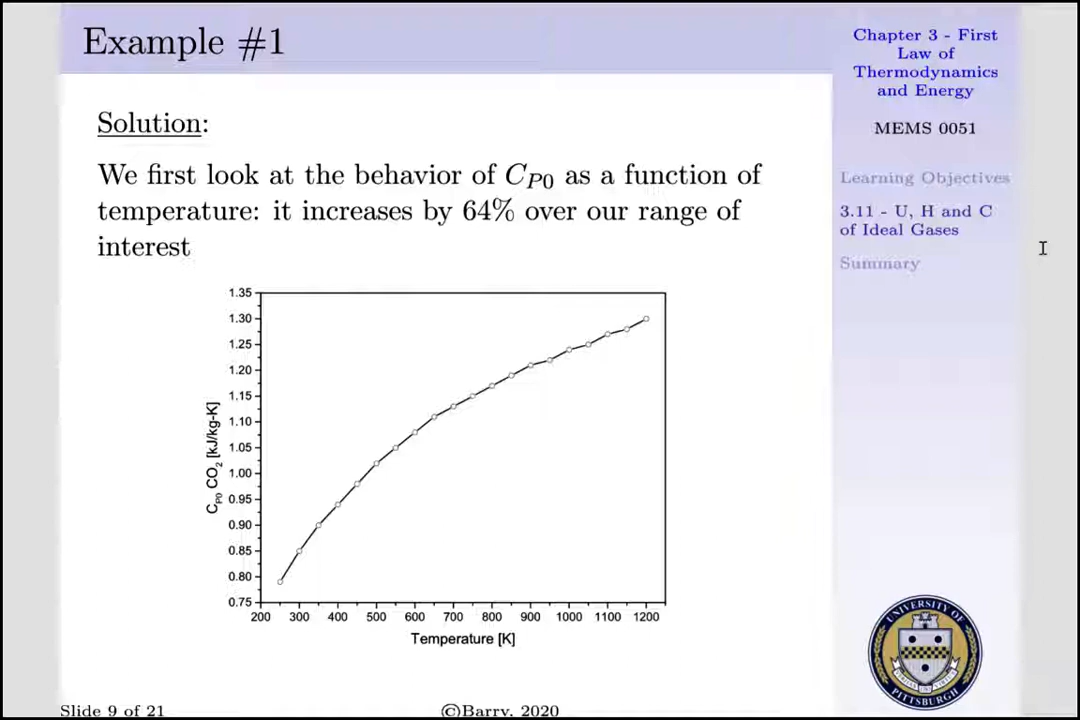 Example #1
Solution:
We first look at the behavior of C_P0 as a function of
temperature: it increases by 64% over our range of
interest
1.35
1.30
1.25
1.20
1.15
1.10
1.05
1.00
0.95
0.90
0.85
0.80
0.75
C_P0 CO_2 [kJ/kg-K]
200 300 400 500 600 700 800 900 1000 1100 1200
Temperature [K]
Slide 9 of 21
©Barry, 2020
Chapter 3 - First
Law of
Thermodynamics
and Energy
MEMS 0051
Learning Objectives
3.11 - U, H and C
of Ideal Gases
Summary
UNIVERSITY OF
PITTSBURGH